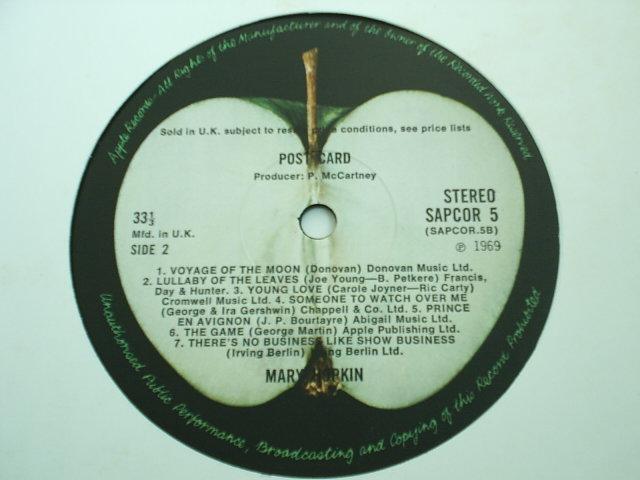 Apple Records—All Rights of the Manufacturer and of the Owner of the Recorded Work Reserved
Sold in U.K. subject to resale price conditions, see price lists
POST CARD
Producer: P. McCartney
33⅓
Mfd. in U.K.
SIDE 2
STEREO
SAPCOR 5
(SAPCOR.5B)
℗ 1969
1. VOYAGE OF THE MOON (Donovan) Donovan Music Ltd.
2. LULLABY OF THE LEAVES (Joe Young—B. Petkere) Francis,
Day & Hunter. 3. YOUNG LOVE (Carole Joyner—Ric Carty)
Cromwell Music Ltd. 4. SOMEONE TO WATCH OVER ME
(George & Ira Gershwin) Chappell & Co. Ltd. 5. PRINCE
EN AVIGNON (J. P. Bourtayre) Abigail Music Ltd.
6. THE GAME (George Martin) Apple Publishing Ltd.
7. THERE'S NO BUSINESS LIKE SHOW BUSINESS
(Irving Berlin) Irving Berlin Ltd.
MARY HOPKIN
Unauthorised Public Performance, Broadcasting and Copying of this Record Prohibited